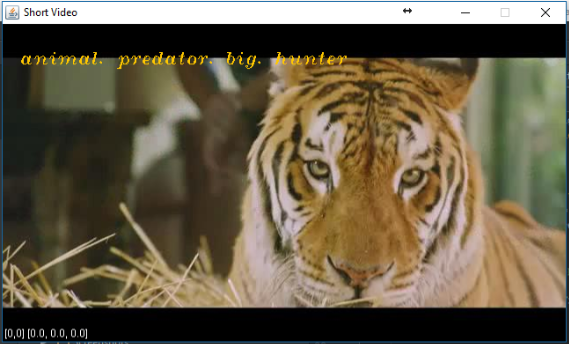 Short Video
animal. predator. big. hunter
[0,0] [0.0, 0.0, 0.0]